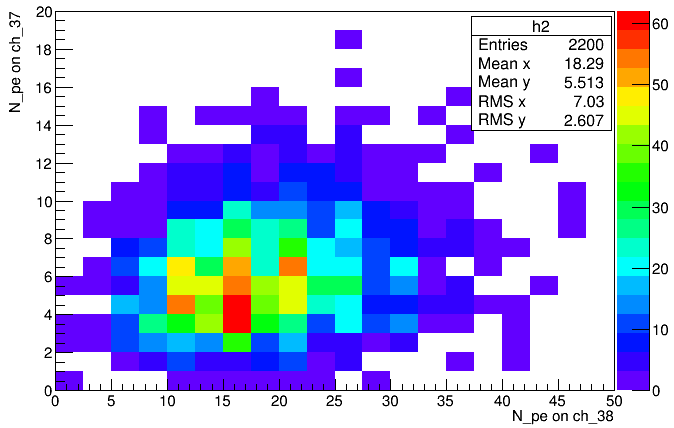 N_pe on ch_37
20
18
16
14
12
10
8
6
4
2
0
h2
Entries 2200
Mean x 18.29
Mean y 5.513
RMS x 7.03
RMS y 2.607
60
50
40
30
20
10
0
0 5 10 15 20 25 30 35 40 45 50
N_pe on ch_38